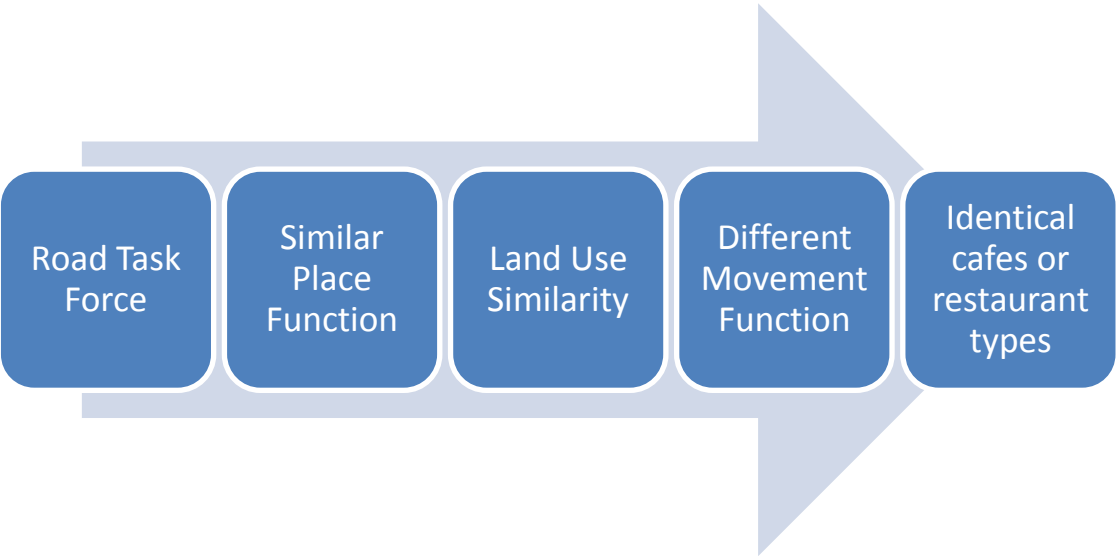 Road Task
Force
Similar
Place
Function
Land Use
Similarity
Different
Movement
Function
Identical
cafes or
restaurant
types